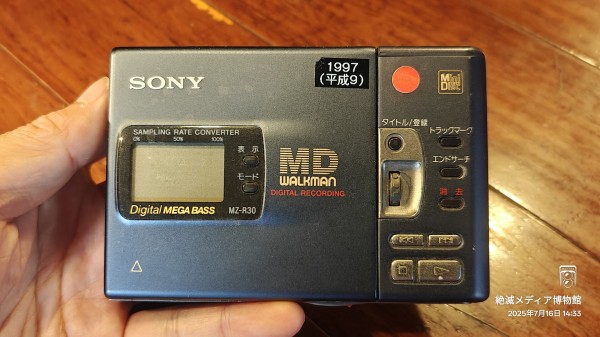 SONY
1997
(平成9)
Mini
Disc
SAMPLING RATE CONVERTER
0% 50% 100%
表 示
モード
Digital MEGA BASS MZ-R30
MD
WALKMAN
DIGITAL RECORDING
タイトル/登録
トラックマーク
エンドサーチ
消 去
絶滅メディア博物館
2025年7月16日 14:33